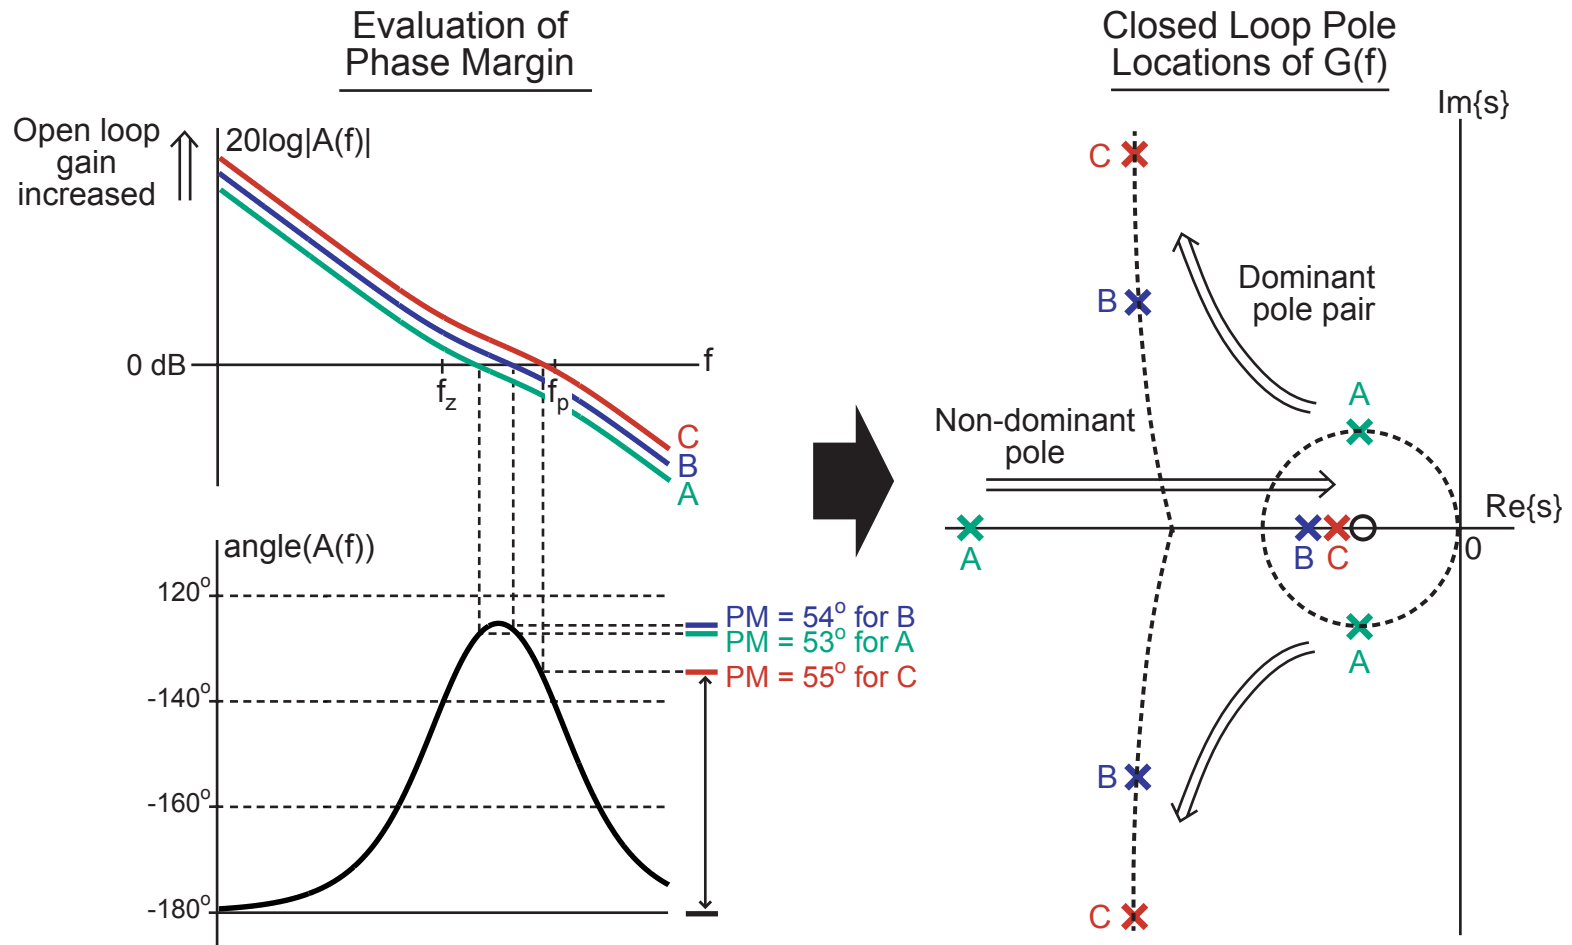 Evaluation of
Phase Margin
Open loop
gain
increased
20log|A(f)|
0 dB
f
f_z
f_p
C
B
A
angle(A(f))
120°
-140°
-160°
-180°
PM = 54° for B
PM = 53° for A
PM = 55° for C
Closed Loop Pole
Locations of G(f)
Im{s}
C
B
Dominant
pole pair
A
Non-dominant
pole
Re{s}
0
A
B
C
A
B
C